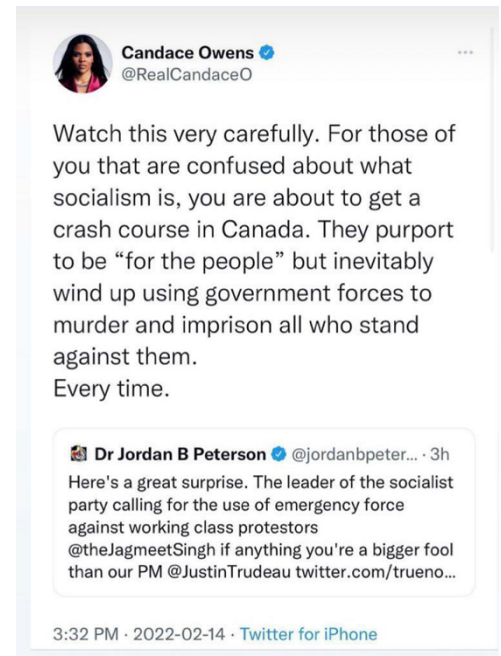 Candace Owens
@RealCandaceO
Watch this very carefully. For those of
you that are confused about what
socialism is, you are about to get a
crash course in Canada. They purport
to be “for the people” but inevitably
wind up using government forces to
murder and imprison all who stand
against them.
Every time.
Dr Jordan B Peterson @jordanbpeter... · 3h
Here's a great surprise. The leader of the socialist
party calling for the use of emergency force
against working class protestors
@theJagmeetSingh if anything you're a bigger fool
than our PM @JustinTrudeau twitter.com/trueno...
3:32 PM · 2022-02-14 · Twitter for iPhone